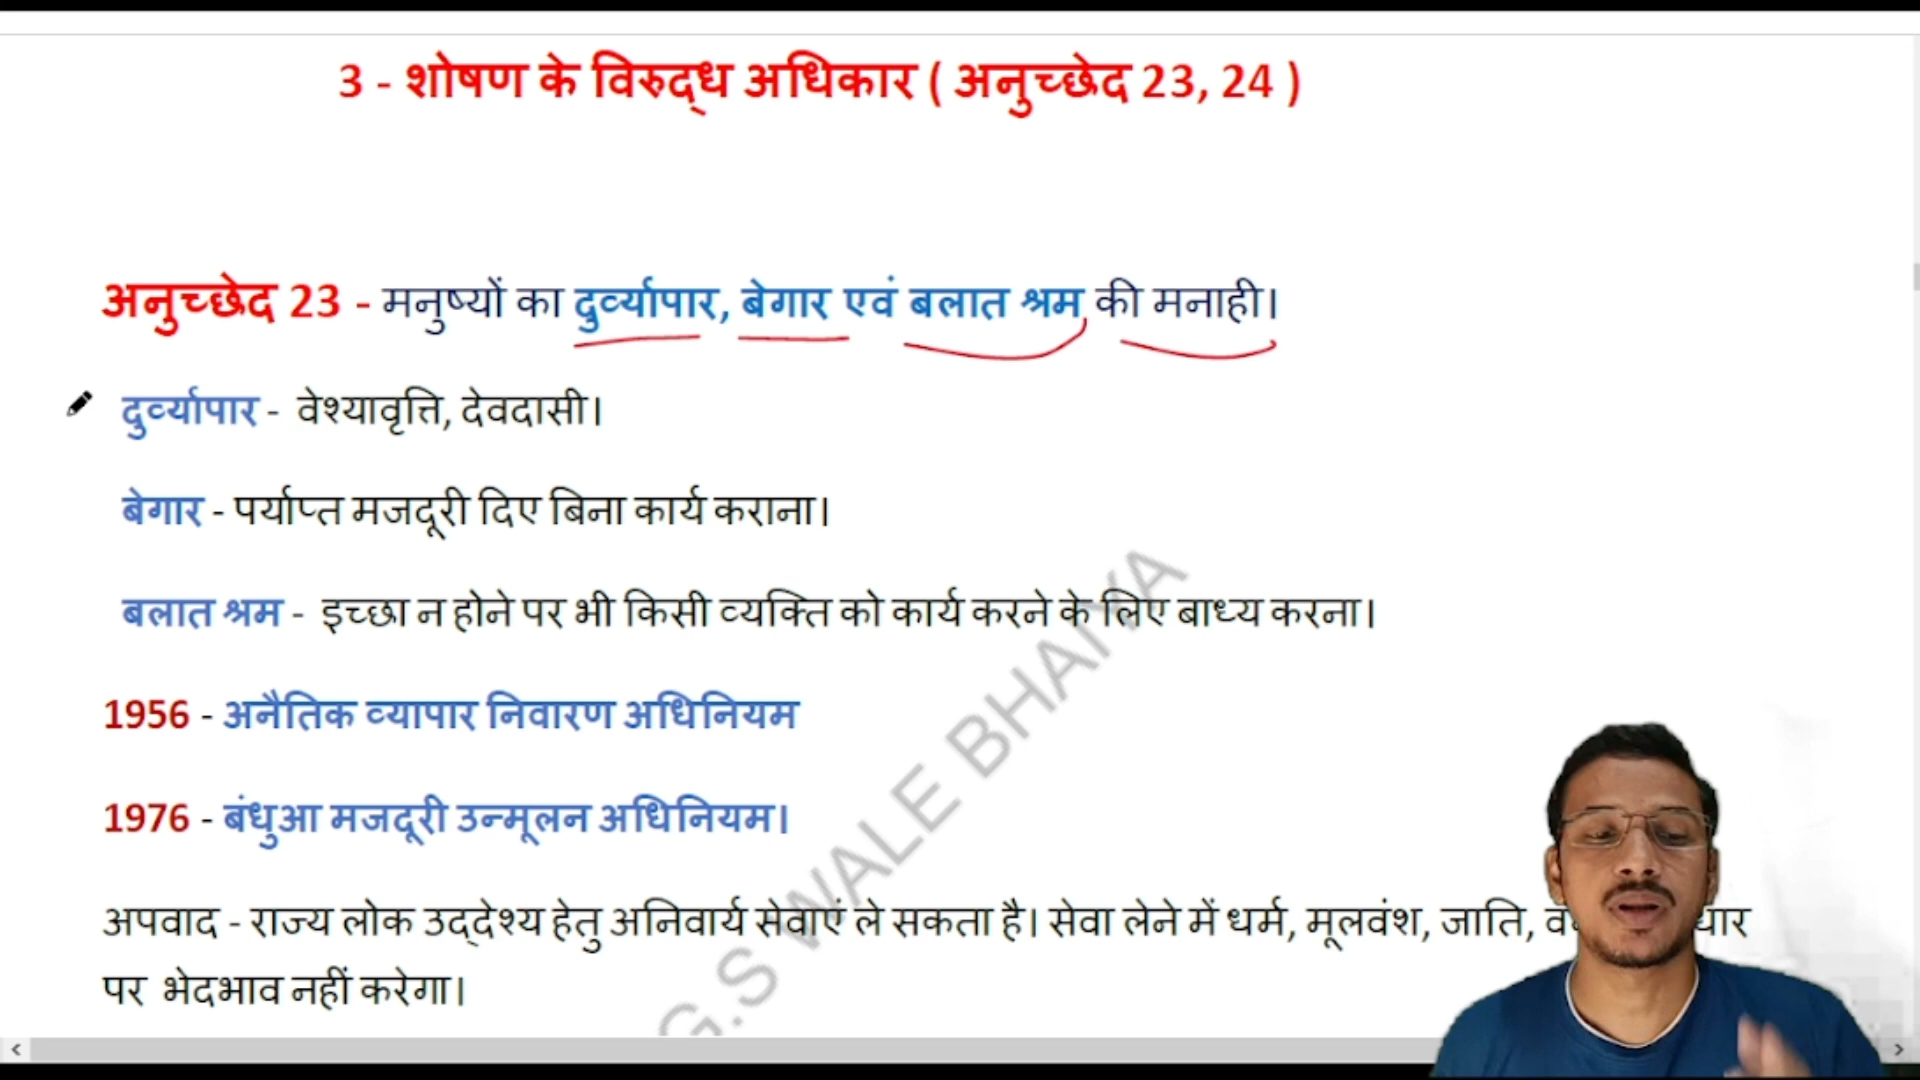 3 - शोषण के विरुद्ध अधिकार ( अनुच्छेद 23, 24 )
अनुच्छेद 23 - मनुष्यों का दुर्व्यापार, बेगार एवं बलात श्रम की मनाही।
दुर्व्यापार - वेश्यावृत्ति, देवदासी।
बेगार - पर्याप्त मजदूरी दिए बिना कार्य कराना।
बलात श्रम - इच्छा न होने पर भी किसी व्यक्ति को कार्य करने के लिए बाध्य करना।
1956 - अनैतिक व्यापार निवारण अधिनियम
1976 - बंधुआ मजदूरी उन्मूलन अधिनियम।
अपवाद - राज्य लोक उद्देश्य हेतु अनिवार्य सेवाएं ले सकता है। सेवा लेने में धर्म, मूलवंश, जाति,
पर भेदभाव नहीं करेगा।
G.S WALE BHAIYA